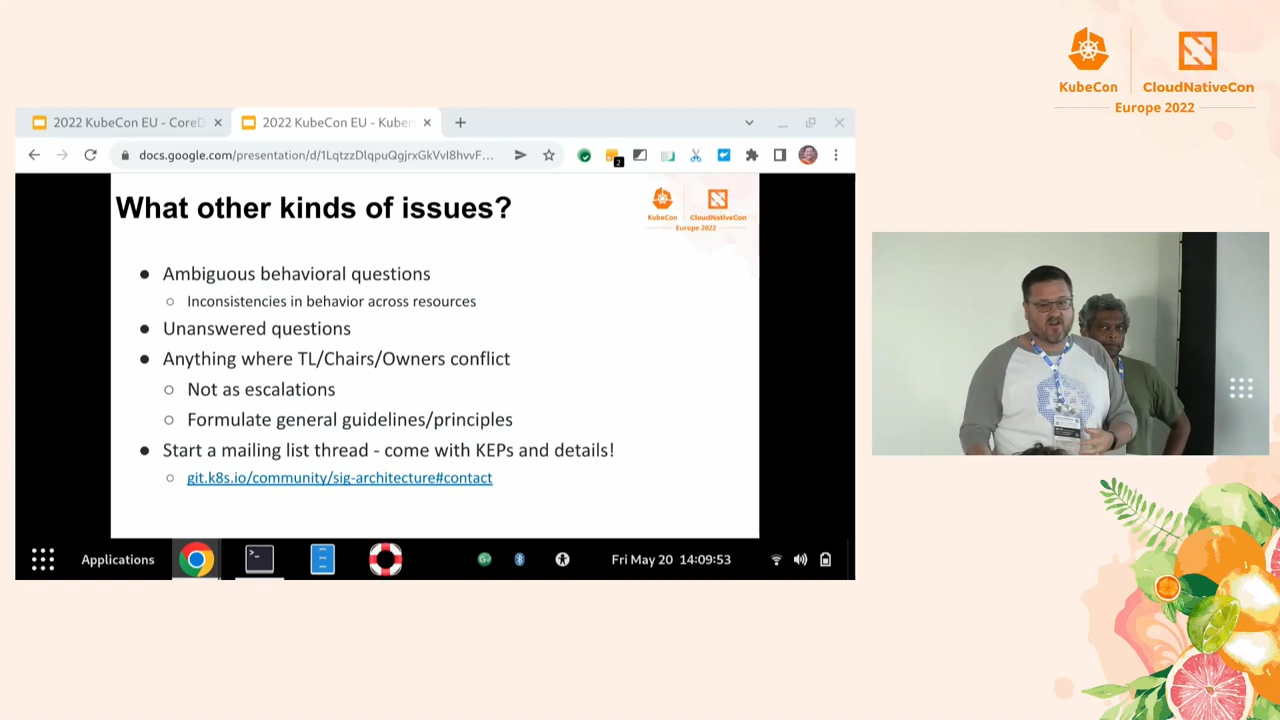 KubeCon
CloudNativeCon
Europe 2022
2022 KubeCon EU - CoreD
2022 KubeCon EU - Kuber
docs.google.com/presentation/d/1LqtzzDlqpuQgjrxGkVvI8hvvF...
2
What other kinds of issues?
KubeCon
CloudNativeCon
Europe 2022
Ambiguous behavioral questions
Inconsistencies in behavior across resources
Unanswered questions
Anything where TL/Chairs/Owners conflict
Not as escalations
Formulate general guidelines/principles
Start a mailing list thread - come with KEPs and details!
git.k8s.io/community/sig-architecture#contact
Applications
Fri May 20 14:09:53